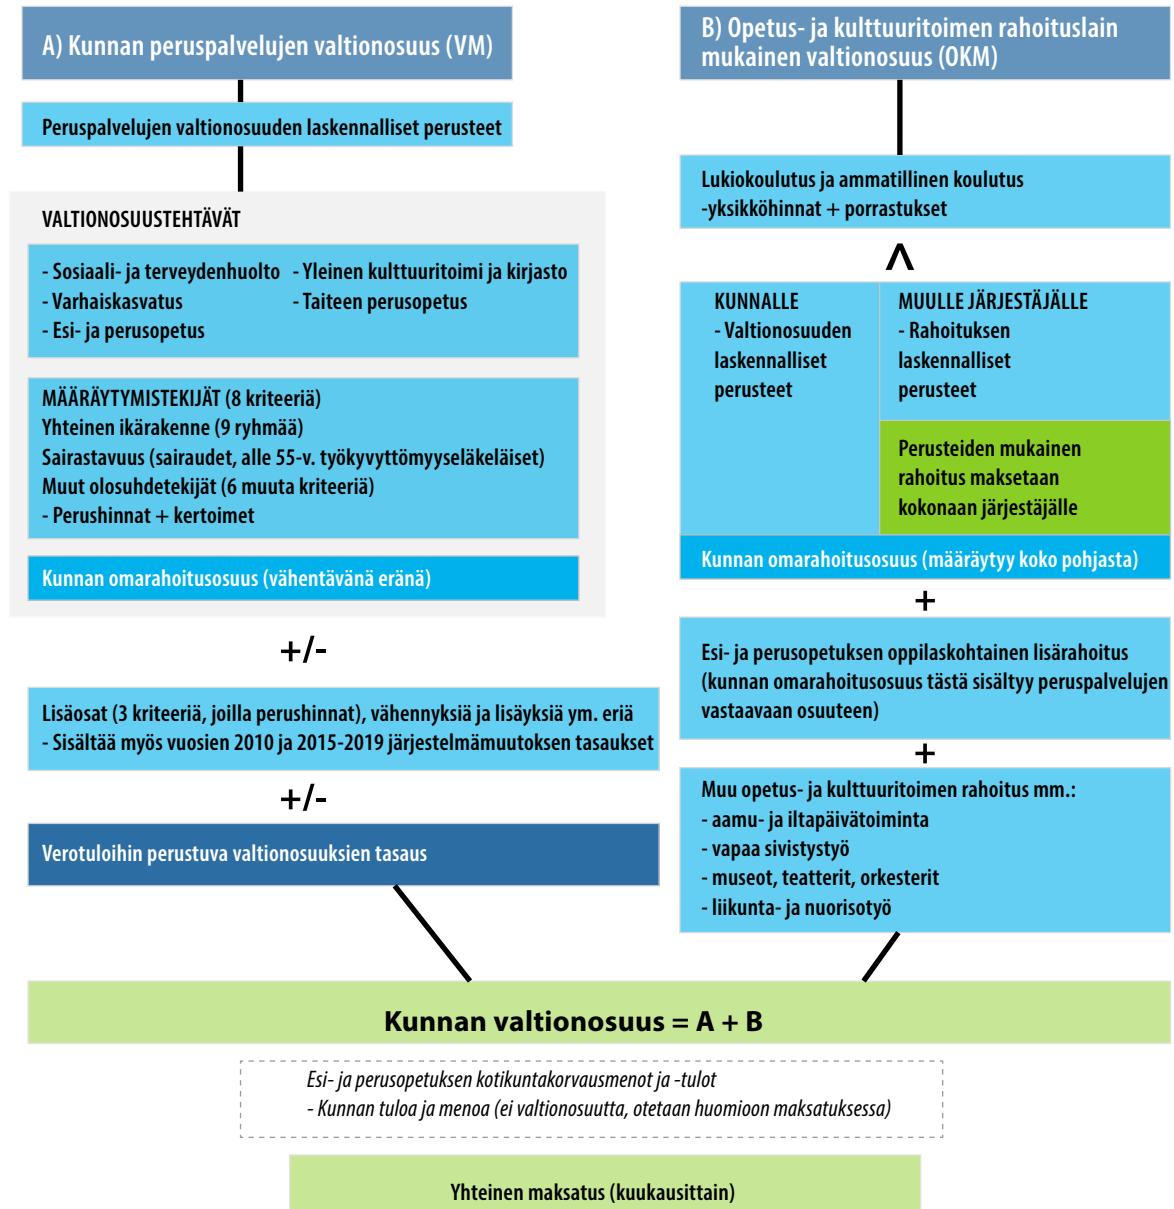 A) Kunnan peruspalvelujen valtionosuus (VM)
Peruspalvelujen valtionosuuden laskennalliset perusteet
VALTIONOSUUSTEHTÄVÄT
- Sosiaali- ja terveydenhuolto
- Varhaiskasvatus
- Esi- ja perusopetus
- Yleinen kulttuuritoimi ja kirjasto
- Taiteen perusopetus
MÄÄRÄYTYMISTEKIJÄT (8 kriteeriä)
Yhteinen ikärakenne (9 ryhmää)
Sairastavuus (sairaudet, alle 55-v. työkyvyttömyyseläkeläiset)
Muut olosuhdetekijät (6 muuta kriteeriä)
- Perushinnat + kertoimet
Kunnan omarahoitusosuus (vähentävänä eränä)
+/-
Lisäosat (3 kriteeriä, joilla perushinnat), vähennyksiä ja lisäyksiä ym. eriä
- Sisältää myös vuosien 2010 ja 2015-2019 järjestelmämuutoksen tasaukset
+/-
Verotuloihin perustuva valtionosuuksien tasaus
B) Opetus- ja kulttuuritoimen rahoituslain
mukainen valtionosuus (OKM)
Lukiokoulutus ja ammatillinen koulutus
-yksikköhinnat + porrastukset
KUNNALLE
- Valtionosuuden
laskennalliset
perusteet
MUULLE JÄRJESTÄJÄLLE
- Rahoituksen
laskennalliset
perusteet
Perusteiden mukainen
rahoitus maksetaan
kokonaan järjestäjälle
Kunnan omarahoitusosuus (määräytyy koko pohjasta)
+
Esi- ja perusopetuksen oppilaskohtainen lisärahoitus
(kunnan omarahoitusosuus tästä sisältyy peruspalvelujen
vastaavaan osuuteen)
+
Muu opetus- ja kulttuuritoimen rahoitus mm.:
- aamu- ja iltapäivätoiminta
- vapaa sivistystyö
- museot, teatterit, orkesterit
- liikunta- ja nuorisotyö
Kunnan valtionosuus = A + B
Esi- ja perusopetuksen kotikuntakorvausmenot ja -tulot
- Kunnan tuloa ja menoa (ei valtionosuutta, otetaan huomioon maksatuksessa)
Yhteinen maksatus (kuukausittain)